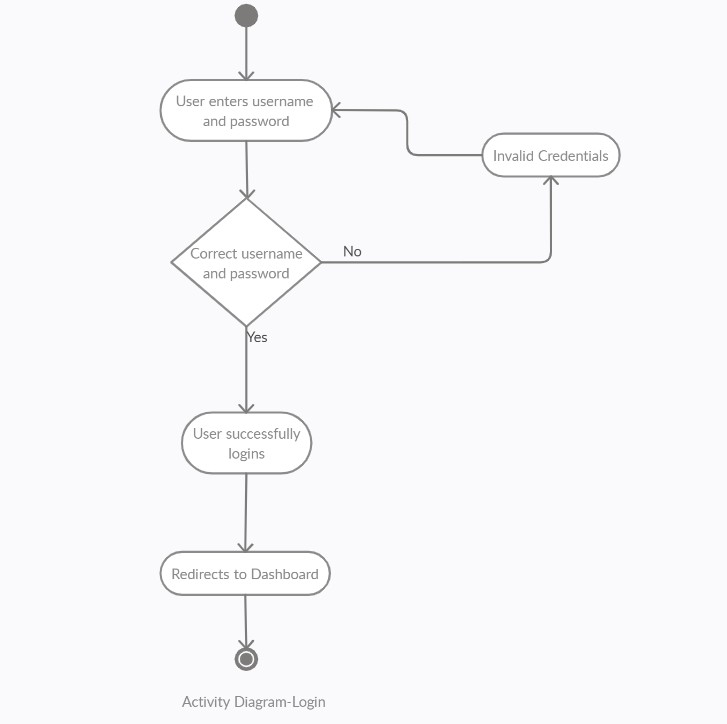 User enters username
and password
Invalid Credentials
Correct username
and password
No
Yes
User successfully
logins
Redirects to Dashboard
Activity Diagram-Login